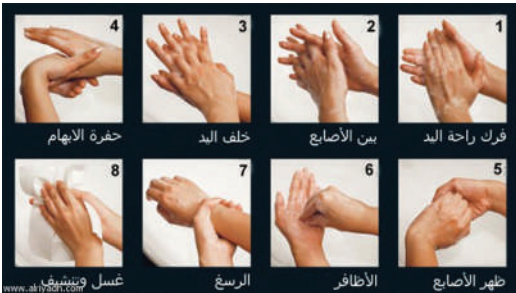 1
فرك راحة اليد
2
بين الأصابع
3
خلف اليد
4
حفرة الابهام
5
ظهر الأصابع
6
الأظافر
7
الرسغ
8
غسل وتنشيف
www.alriyadh.com